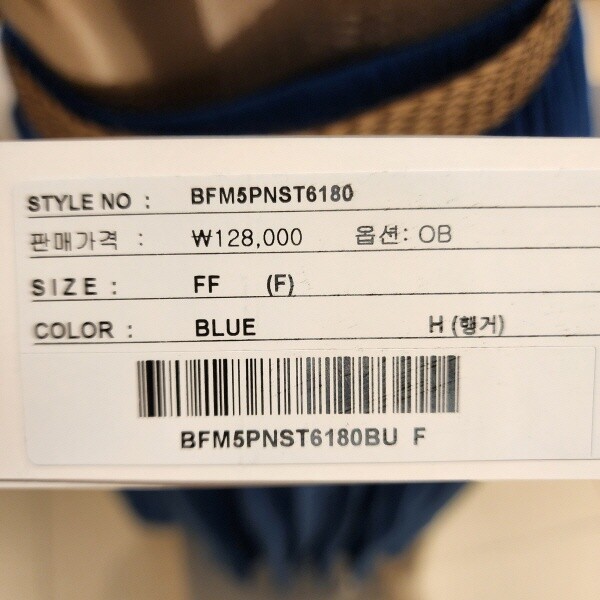 STYLE NO : BFM5PNST6180
판매가격 : ₩128,000 옵션: OB
SIZE : FF (F)
COLOR : BLUE H (행거)
BFM5PNST6180BU F